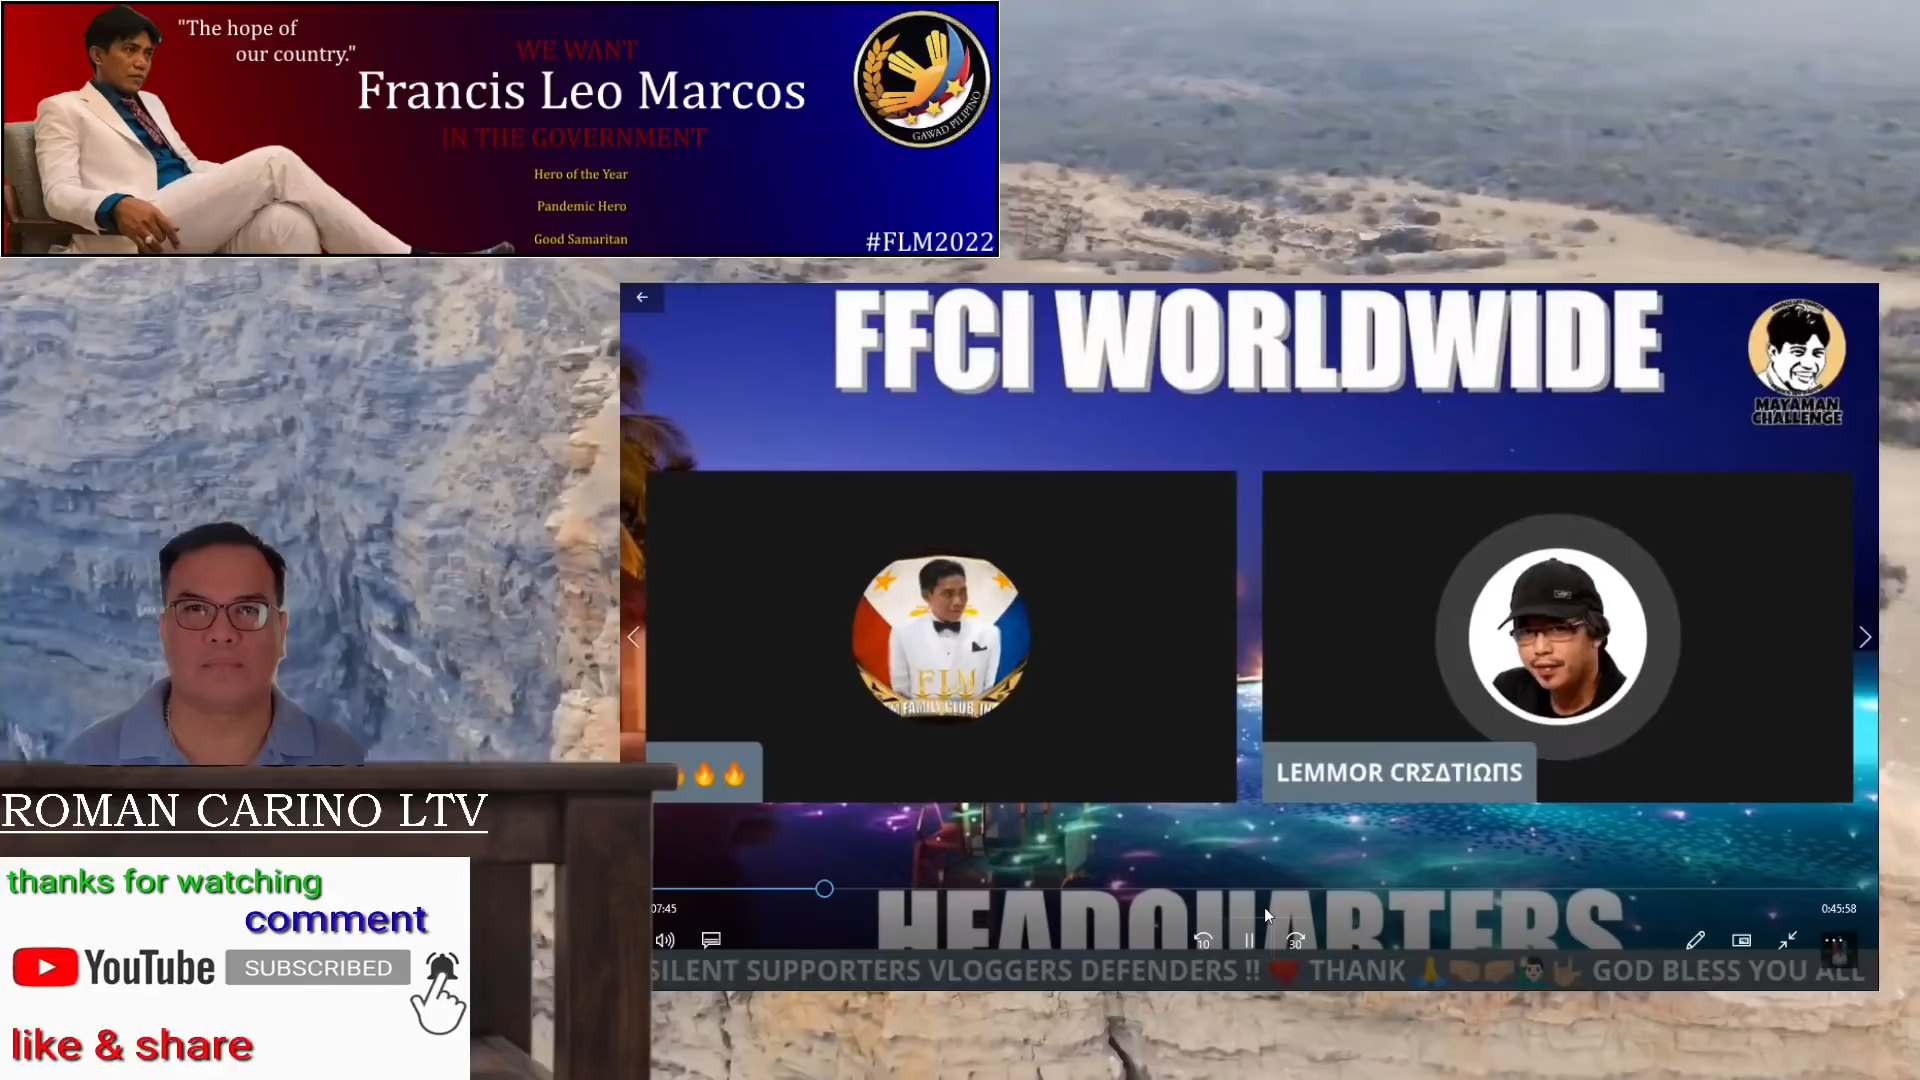 "The hope of
our country."
WE WANT
Francis Leo Marcos
IN THE GOVERNMENT
Hero of the Year
Pandemic Hero
Good Samaritan
GAWAD PILIPINO
#FLM2022
FFCI WORLDWIDE
MAYAMAN
CHALLENGE
FLM
FAMILY CLUB, IN
LEMMOR CRΣΔTIΩΠS
07:45
0:45:58
HEADQUARTERS
10
30
SILENT SUPPORTERS VLOGGERS DEFENDERS !! ❤️ THANK 🙏 GOD BLESS YOU ALL
ROMAN CARINO LTV
thanks for watching
comment
YouTube
SUBSCRIBED
like & share